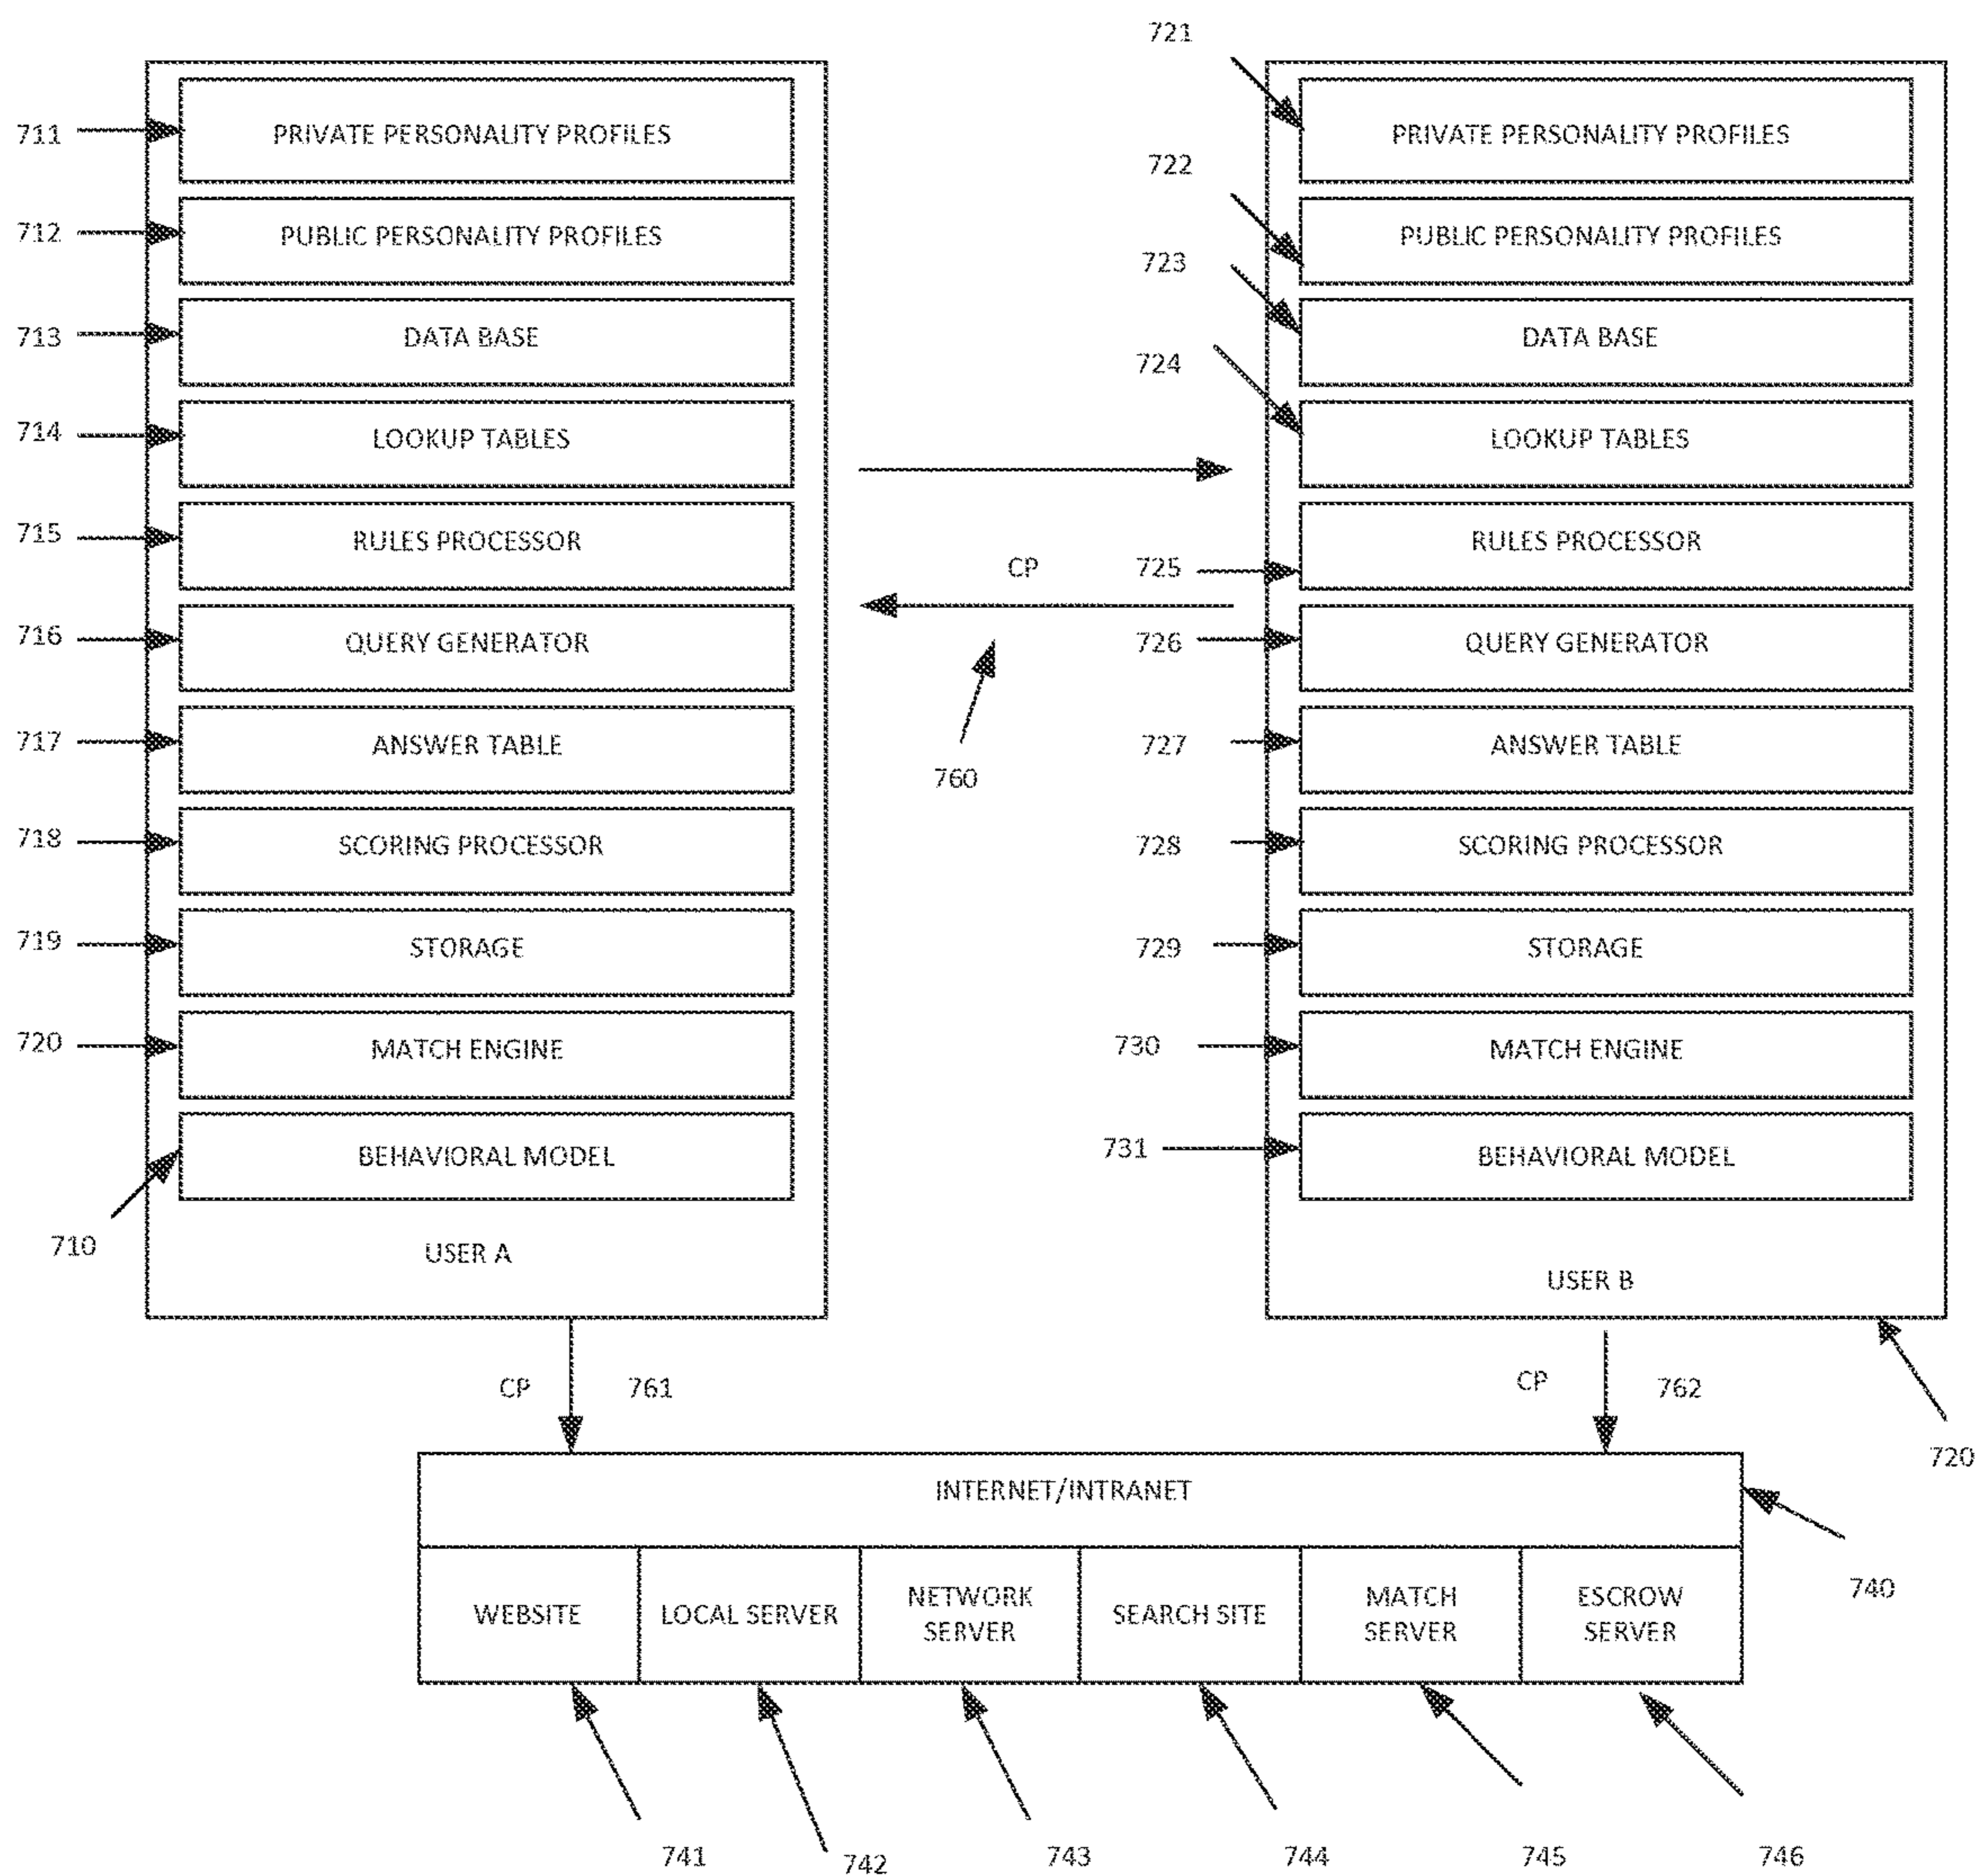 711 PRIVATE PERSONALITY PROFILES
712 PUBLIC PERSONALITY PROFILES
713 DATA BASE
714 LOOKUP TABLES
715 RULES PROCESSOR
716 QUERY GENERATOR
717 ANSWER TABLE
718 SCORING PROCESSOR
719 STORAGE
720 MATCH ENGINE
BEHAVIORAL MODEL
710
USER A
CP
760
721
PRIVATE PERSONALITY PROFILES
722
PUBLIC PERSONALITY PROFILES
723
DATA BASE
724
LOOKUP TABLES
RULES PROCESSOR
725
726 QUERY GENERATOR
727 ANSWER TABLE
728 SCORING PROCESSOR
729 STORAGE
730 MATCH ENGINE
731 BEHAVIORAL MODEL
USER B
720
CP 761
CP 762
INTERNET/INTRANET
740
WEBSITE
LOCAL SERVER
NETWORK
SERVER
SEARCH SITE
MATCH
SERVER
ESCROW
SERVER
741 742 743 744 745 746